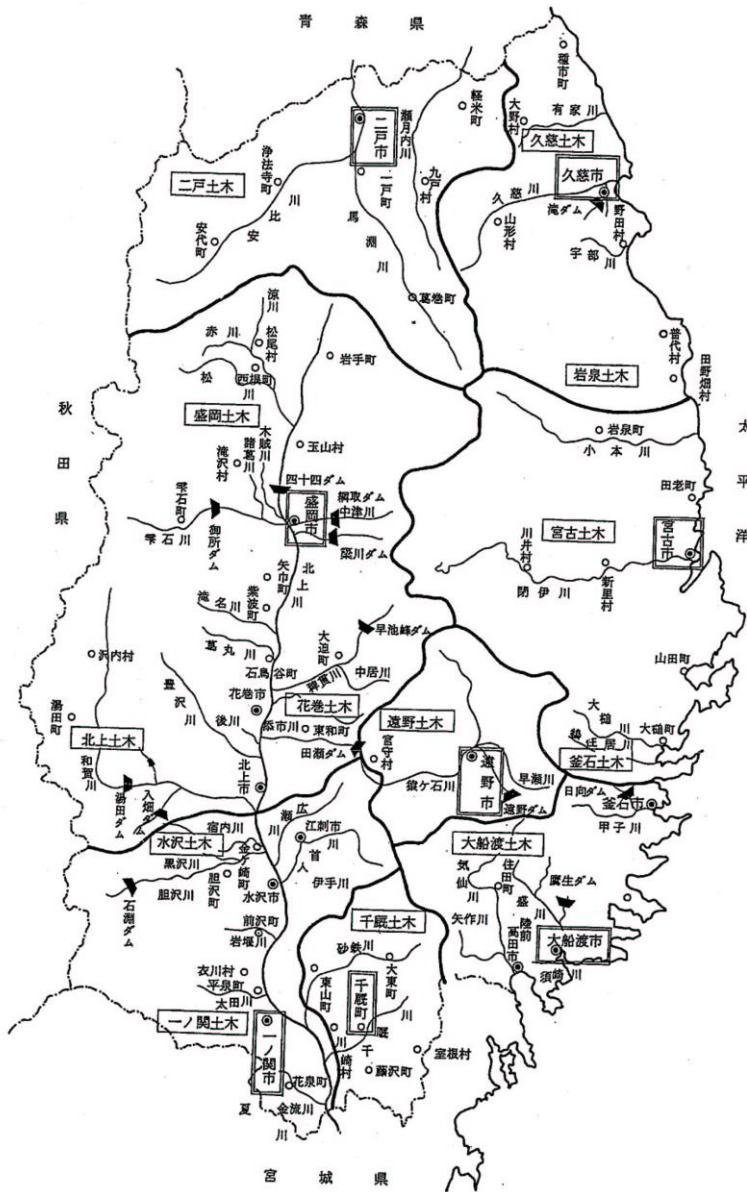 青森県
種市町
有家川
大野村
軽米町
久慈土木
久慈市
久慈川
滝ダム
野田村
山形村
宇部川
瀬月内川
二戸市
浄法寺町
一戸町
九戸村
二戸土木
安比川
馬淵川
安代町
葛巻町
普代村
田野畑村
岩泉土木
岩泉町
小本川
涼川
赤川
松尾村
岩手町
松川
西根町
盛岡土木
秋田県
太平洋
木賊川
諸葛川
滝沢村
玉山村
四十四ダム
綱取ダム
中津川
盛岡市
簗川ダム
雫石町
雫石川
御所ダム
田老町
宮古土木
宮古市
川井村
新里村
閉伊川
山田町
矢巾町
北上川
紫波町
滝名川
葛丸川
石鳥谷町
大迫町
早池峰ダム
中居川
稗貫川
沢内村
湯田町
豊沢川
花巻市
後川
花巻土木
添市川
東和町
田瀬ダム
遠野土木
宮守村
猿ケ石川
遠野市
早瀬川
遠野ダム
大槌川
大槌町
鵜住居川
釜石土木
日向ダム
釜石市
甲子川
北上土木
和賀川
湯田ダム
入畑ダム
北上市
広瀬川
宿内川
水沢土木
金ケ崎町
黒沢川
胆沢町
胆沢川
石淵ダム
水沢市
江刺市
人首川
伊手川
前沢町
岩堰川
衣川村
平泉町
太田川
一ノ関土木
一ノ関市
花泉町
金流川
夏川
千厩土木
砂鉄川
大東町
東山町
千厩町
千厩川
川崎村
藤沢町
室根村
大船渡土木
気仙川
住田町
盛川
鷹生ダム
矢作川
陸前高田市
大船渡市
須崎川
宮城県